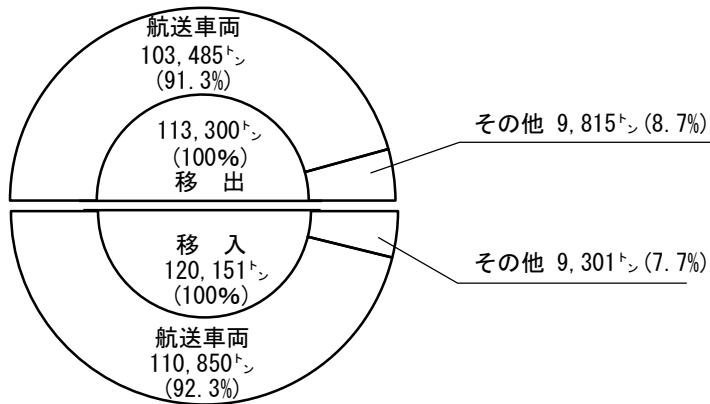 航送車両
103,485㌧
(91.3%)
113,300㌧
(100%)
移 出
その他 9,815㌧(8.7%)
移 入
120,151㌧
(100%)
その他 9,301㌧(7.7%)
航送車両
110,850㌧
(92.3%)